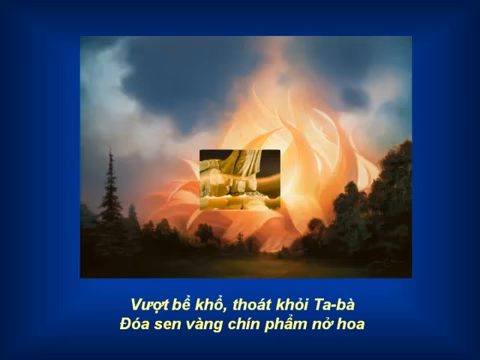 Vượt bể khổ, thoát khỏi Ta-bà
Đóa sen vàng chín phẩm nở hoa